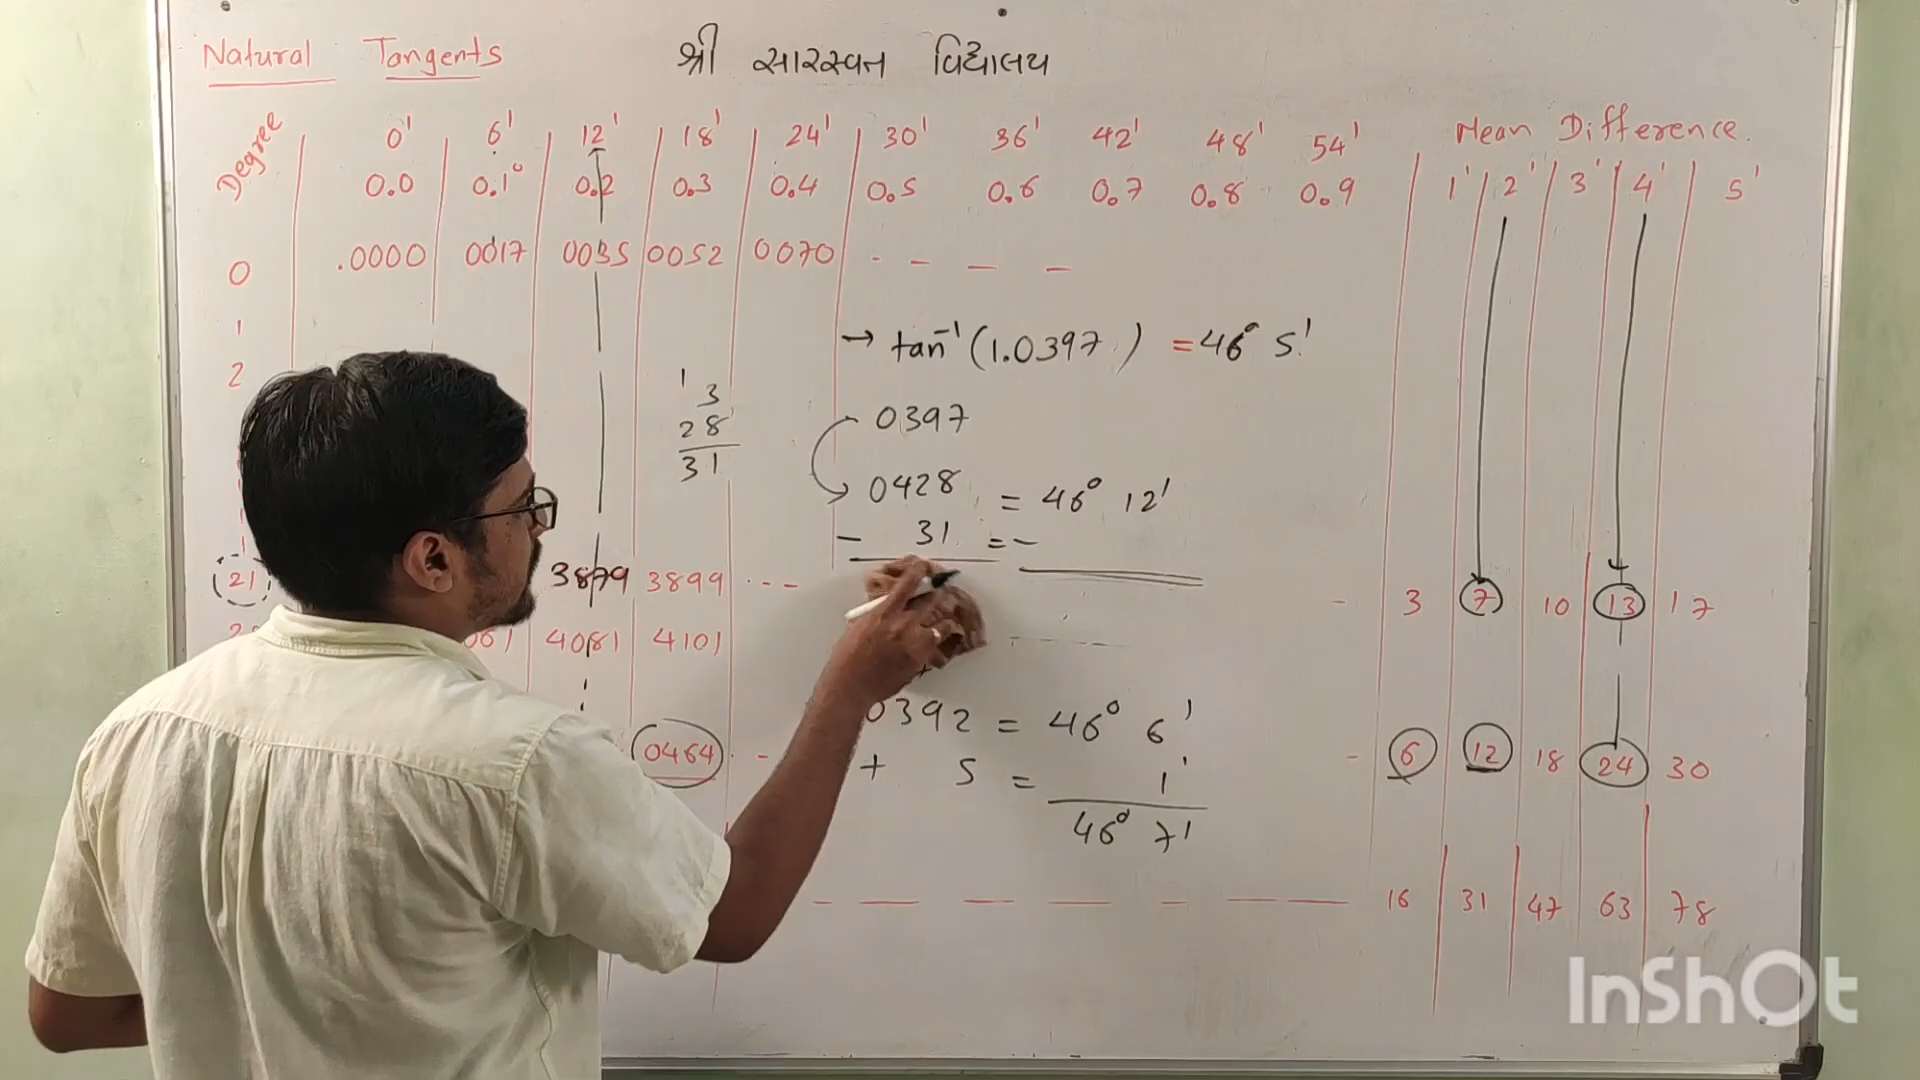 Natural Tangents श्री सारस्वत विद्यालय
Degree 0' 6' 12' 18' 24' 30' 36' 42' 48' 54' Mean Difference.
0.0 0.1° 0.2 0.3 0.4 0.5 0.6 0.7 0.8 0.9 1' 2' 3' 4' 5'
0 .0000 0017 0035 0052 0070 - - - -
1
2
→ tan⁻¹(1.0397) = 46° 5'
1 3
28
31
0397
0428 = 46° 12'
- 31 = -
21 3879 3899 --- - 3 7 10 13 17
061 4081 4101
0392 = 46° 6'
0464 - + 5 = 1' - 6 12 18 24 30
46° 7'
- - - - - - - 16 31 47 63 78
InShOt